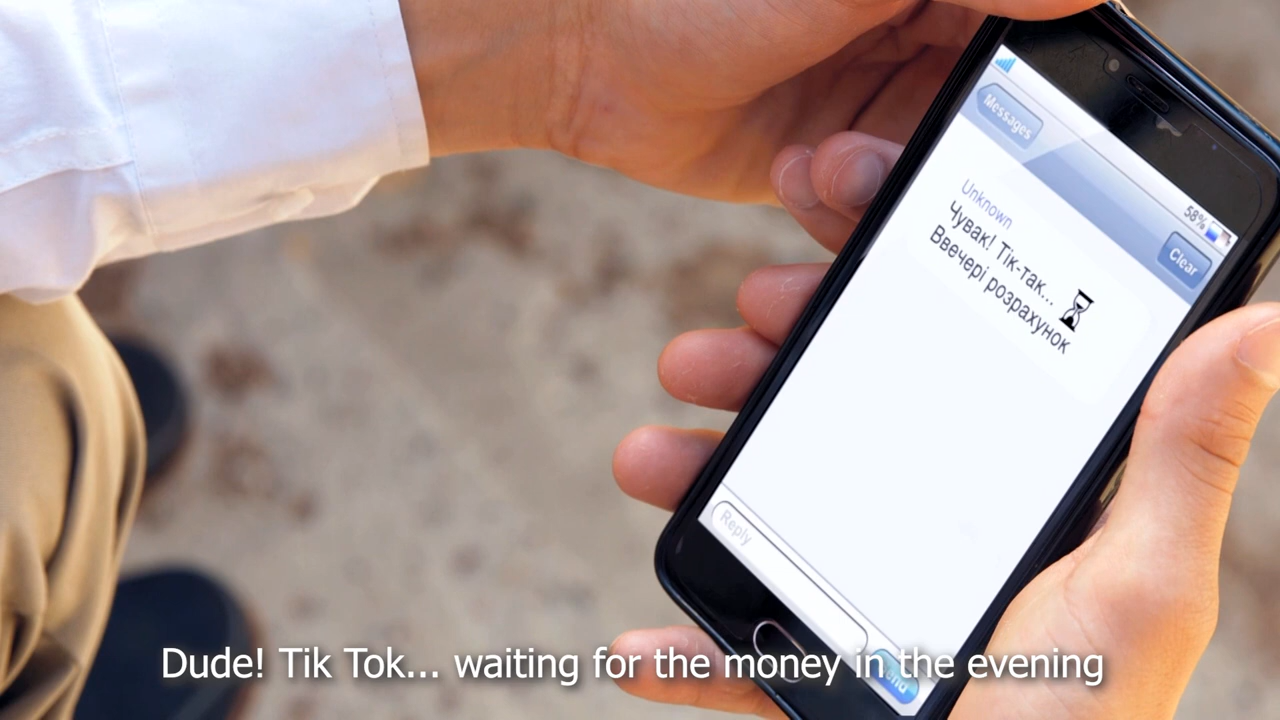 58%
Messages
Clear
Unknown
Чувак! Тік-так... ⏳
Ввечері розрахунок
Reply
Dude! Tik Tok... waiting for the money in the evening